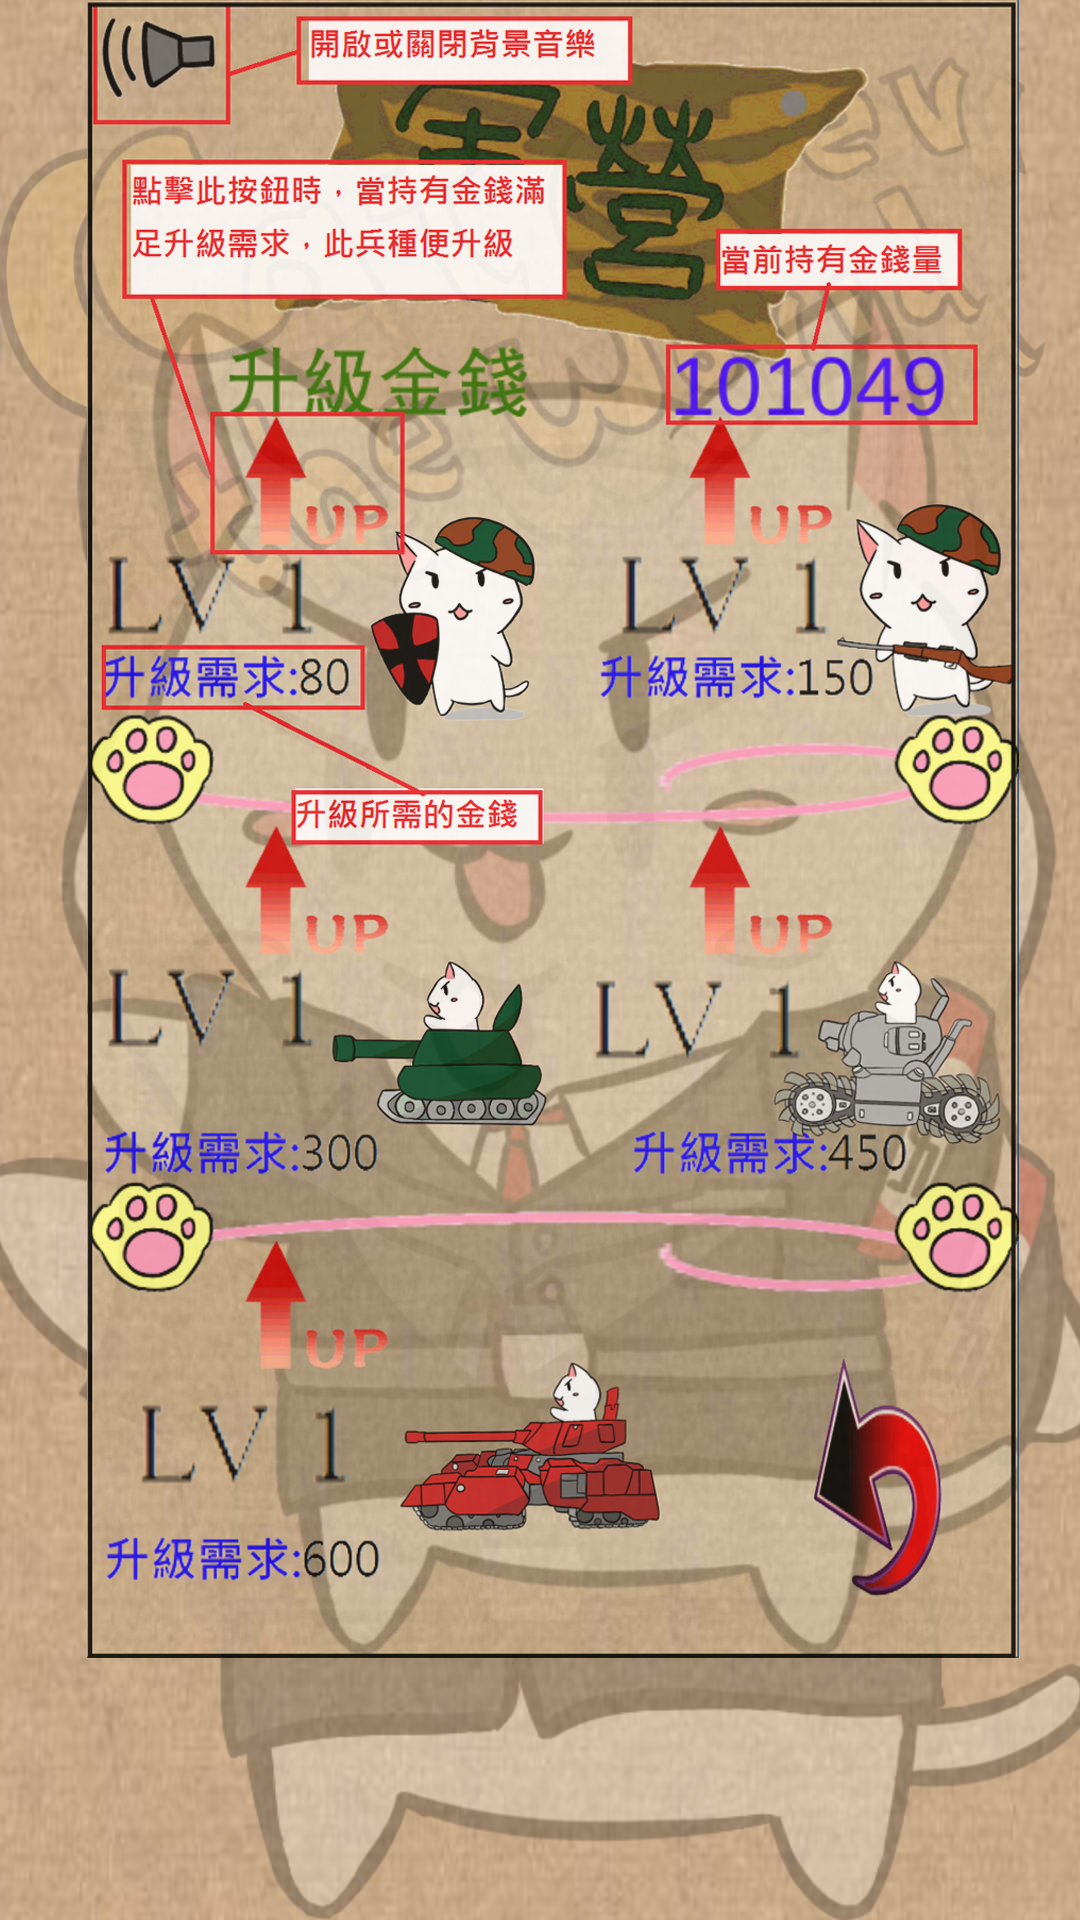 開啟或關閉背景音樂
營
點擊此按鈕時，當持有金錢滿
足升級需求，此兵種便升級
當前持有金錢量
升級金錢 101049
UP UP
LV 1 LV 1
升級需求:80 升級需求:150
升級所需的金錢
UP UP
LV 1 LV 1
升級需求:300 升級需求:450
UP
LV 1
升級需求:600